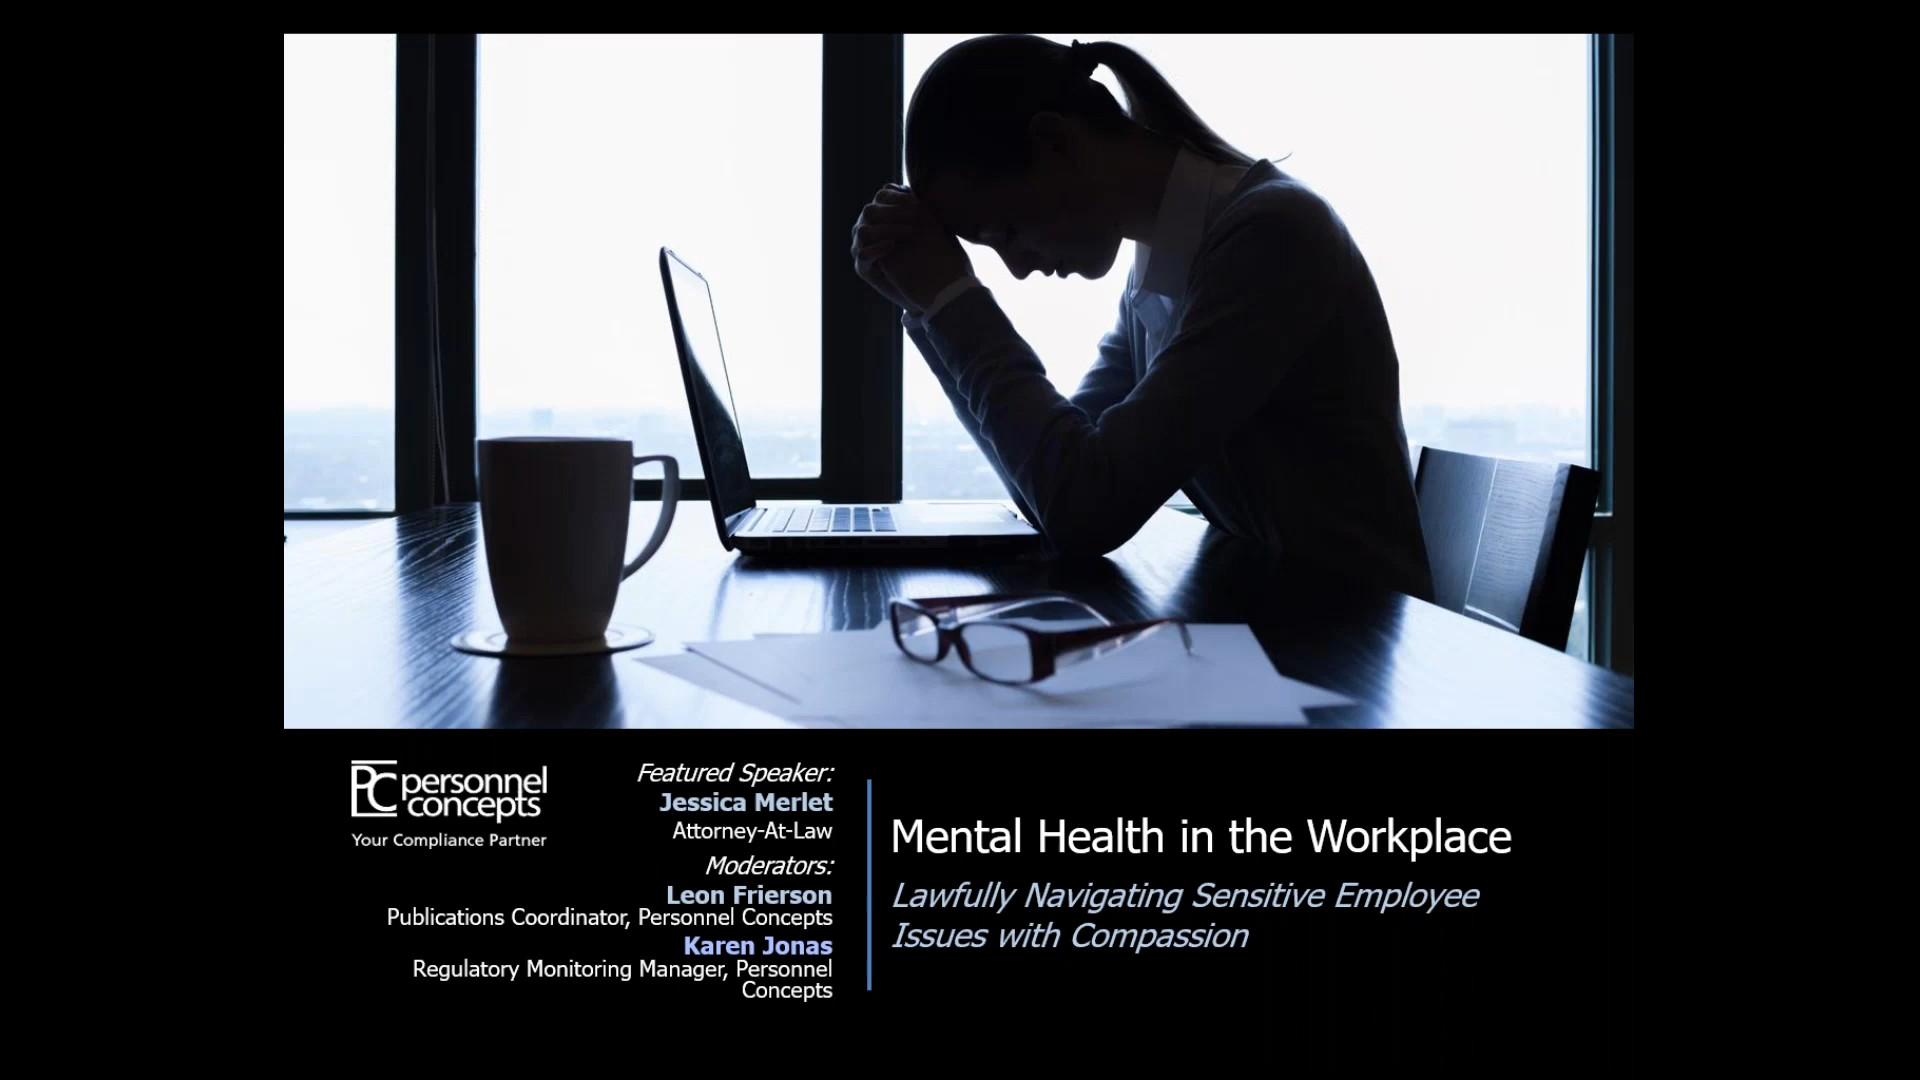 PC personnel
concepts
Your Compliance Partner
Featured Speaker:
Jessica Merlet
Attorney-At-Law
Moderators:
Leon Frierson
Publications Coordinator, Personnel Concepts
Karen Jonas
Regulatory Monitoring Manager, Personnel
Concepts
Mental Health in the Workplace
Lawfully Navigating Sensitive Employee
Issues with Compassion